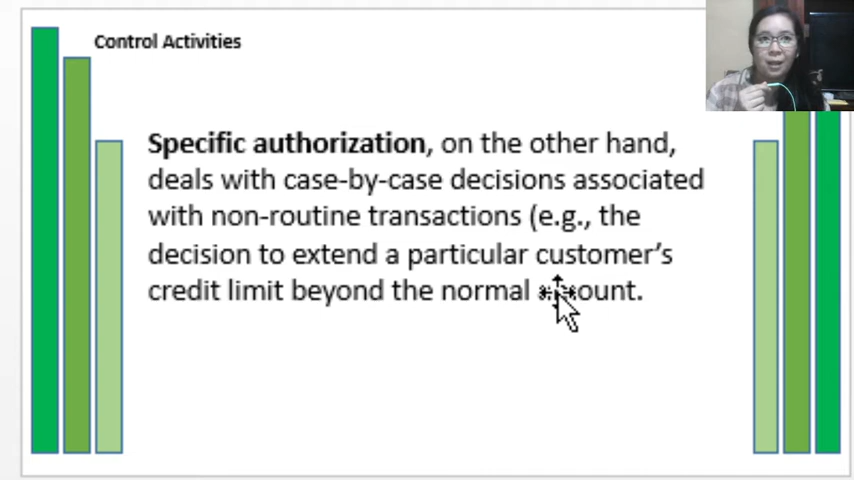 Control Activities
Specific authorization, on the other hand,
deals with case-by-case decisions associated
with non-routine transactions (e.g., the
decision to extend a particular customer's
credit limit beyond the normal amount.